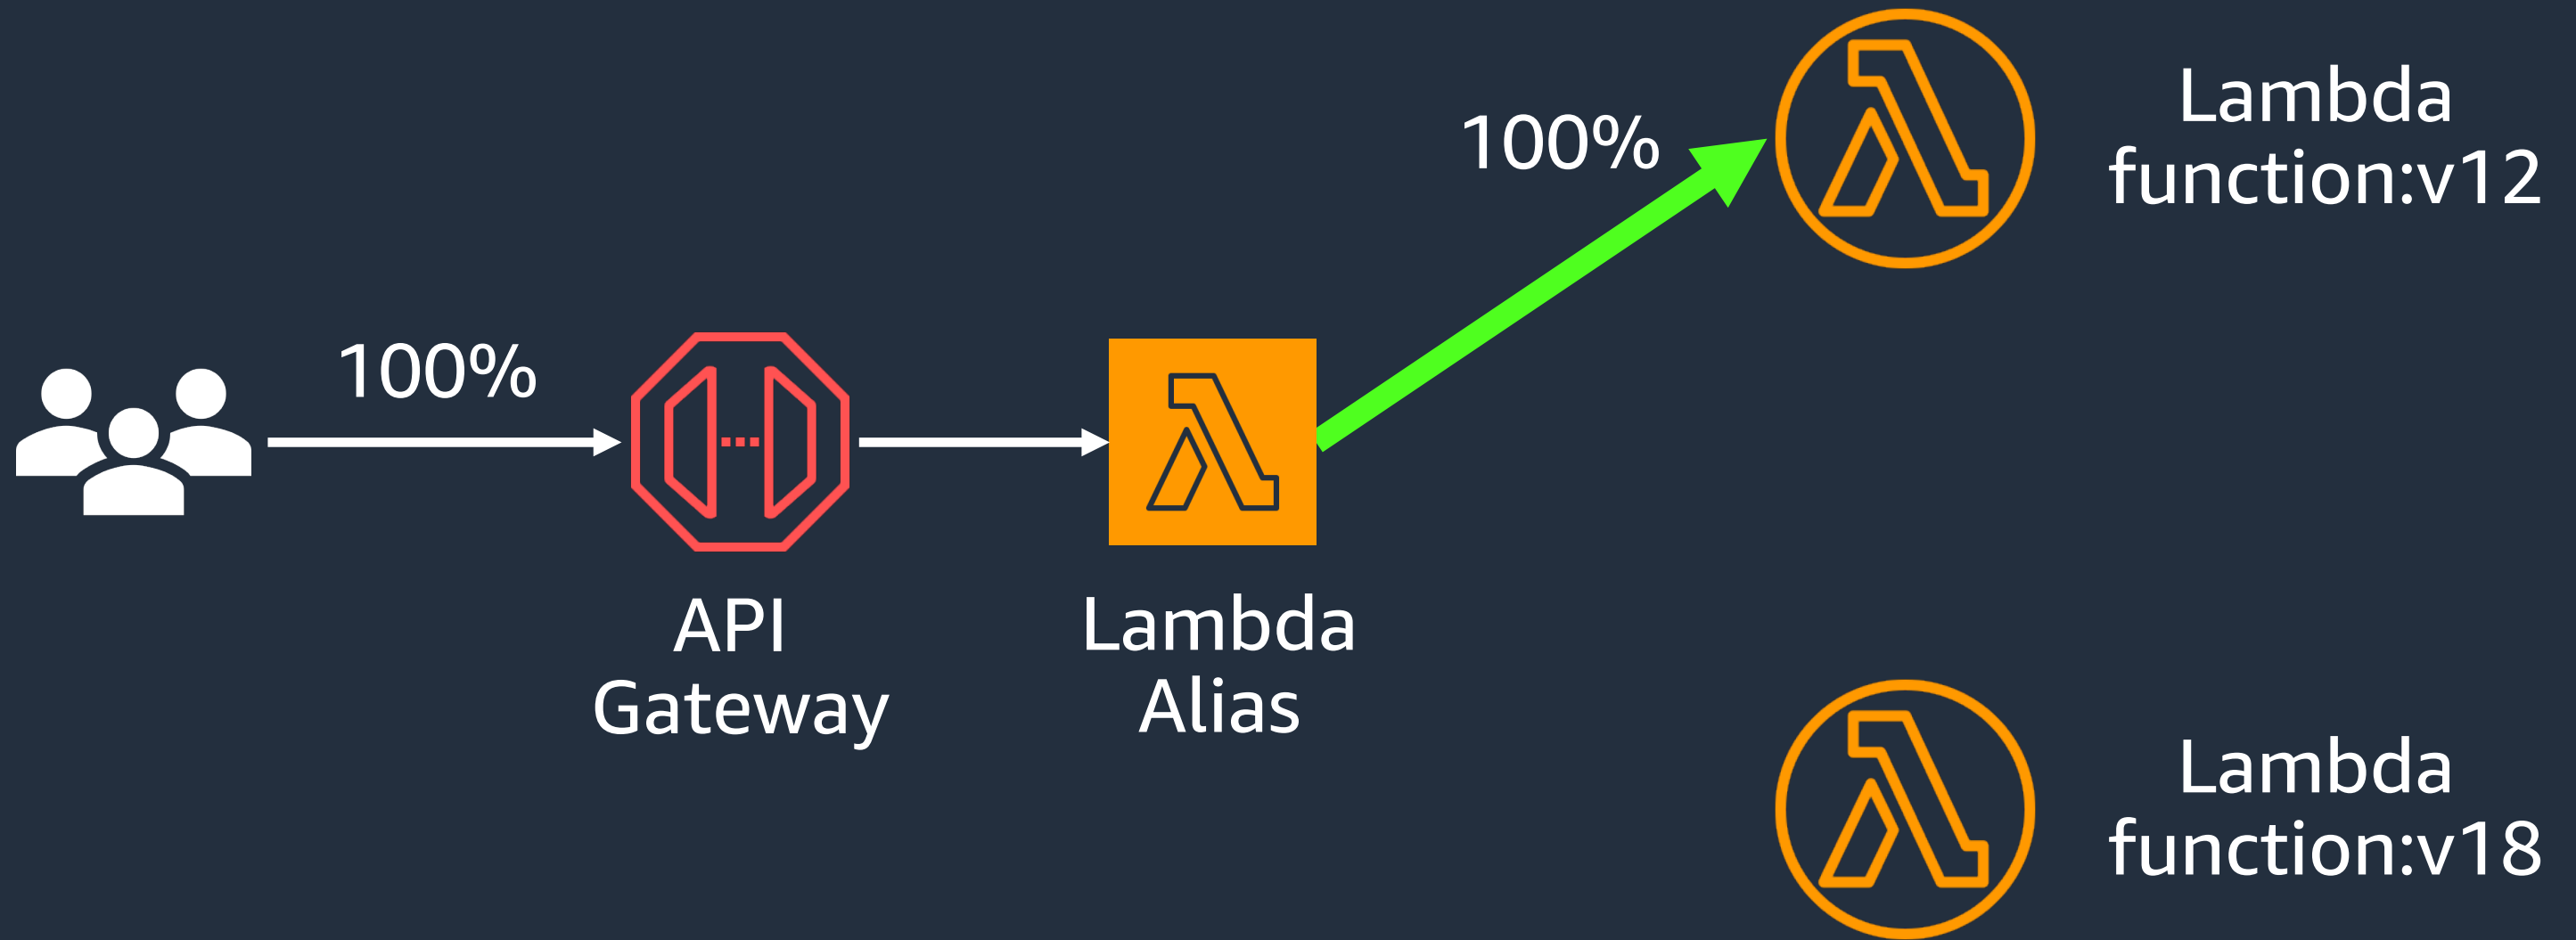 100%
API
Gateway
Lambda
Alias
100%
Lambda
function:v12
Lambda
function:v18